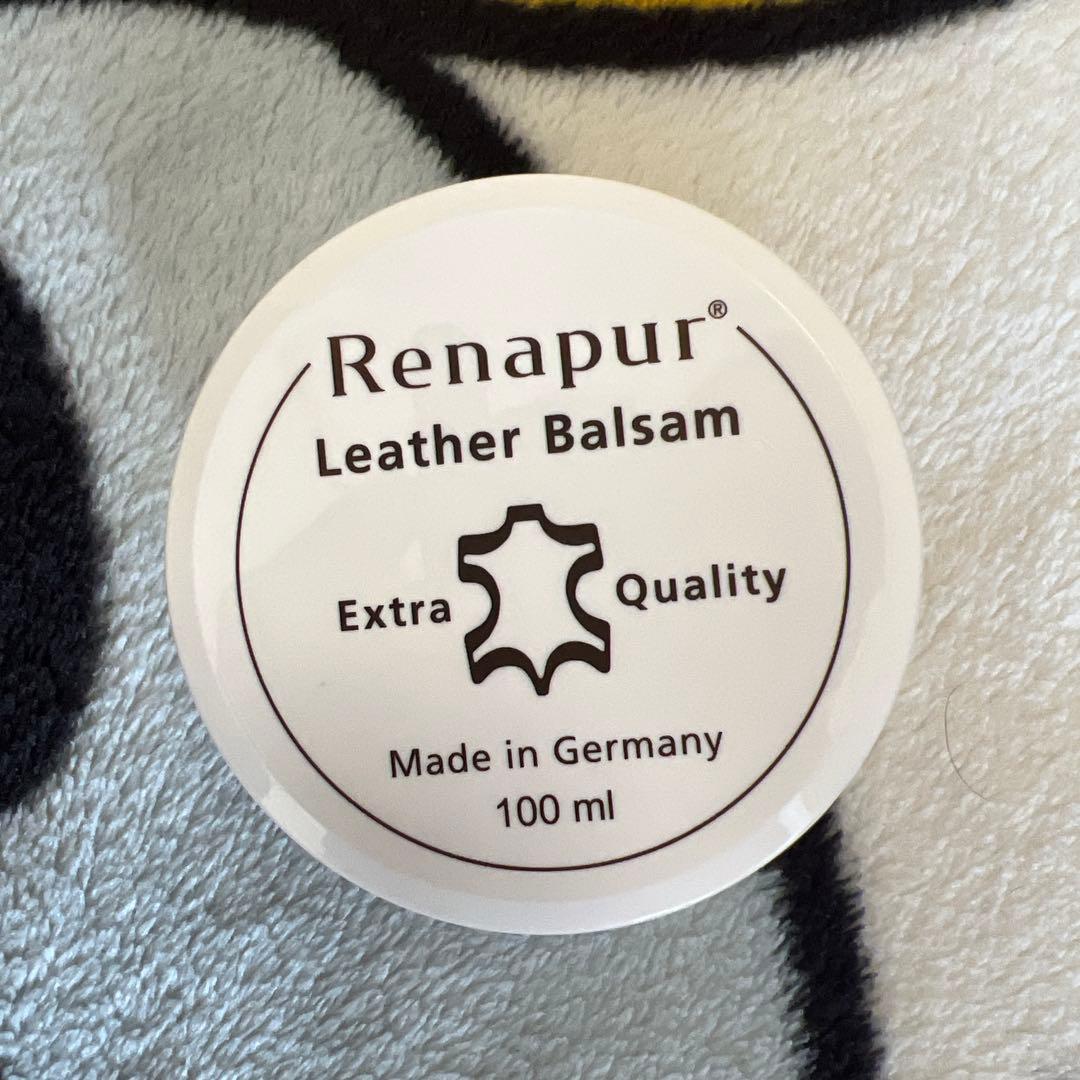 Renapur®
Leather Balsam
Extra Quality
Made in Germany
100 ml